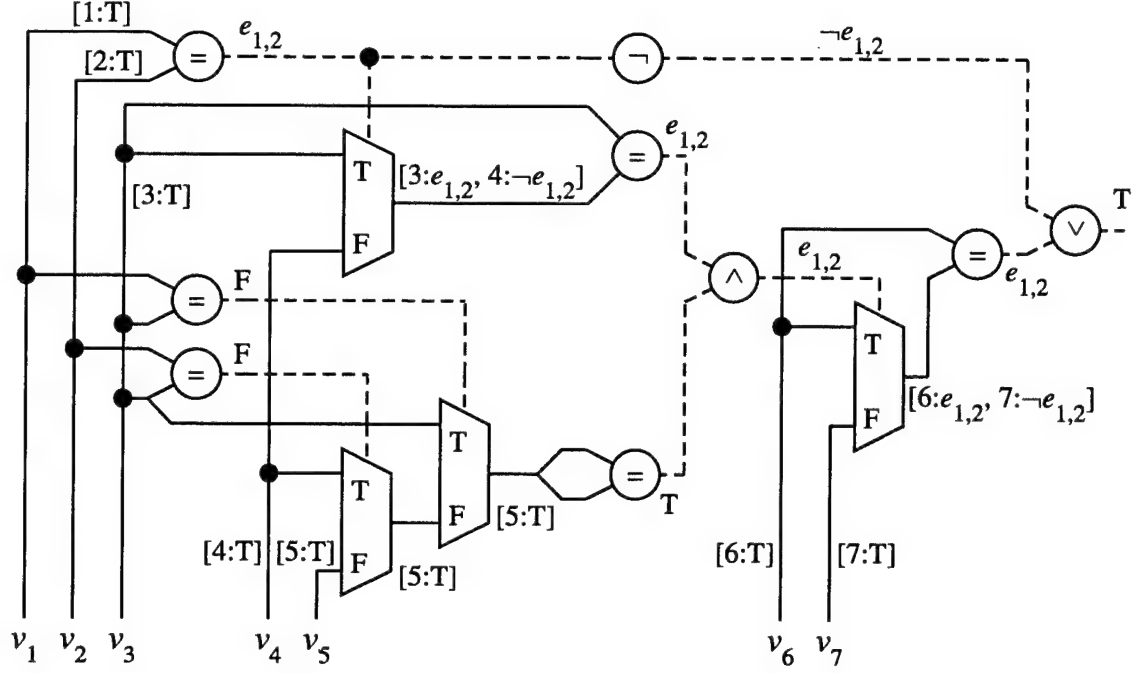 [1:T]
e1,2
¬e1,2
=
¬
[2:T]
T
[3:e1,2, 4:¬e1,2]
=
e1,2
[3:T]
T
F
∨
=
e1,2
=
F
∧
e1,2
=
F
T
F
[6:e1,2, 7:¬e1,2]
T
T
=
T
F
[5:T]
[4:T]
[5:T]
F
[5:T]
[6:T]
[7:T]
v1 v2 v3 v4 v5 v6 v7